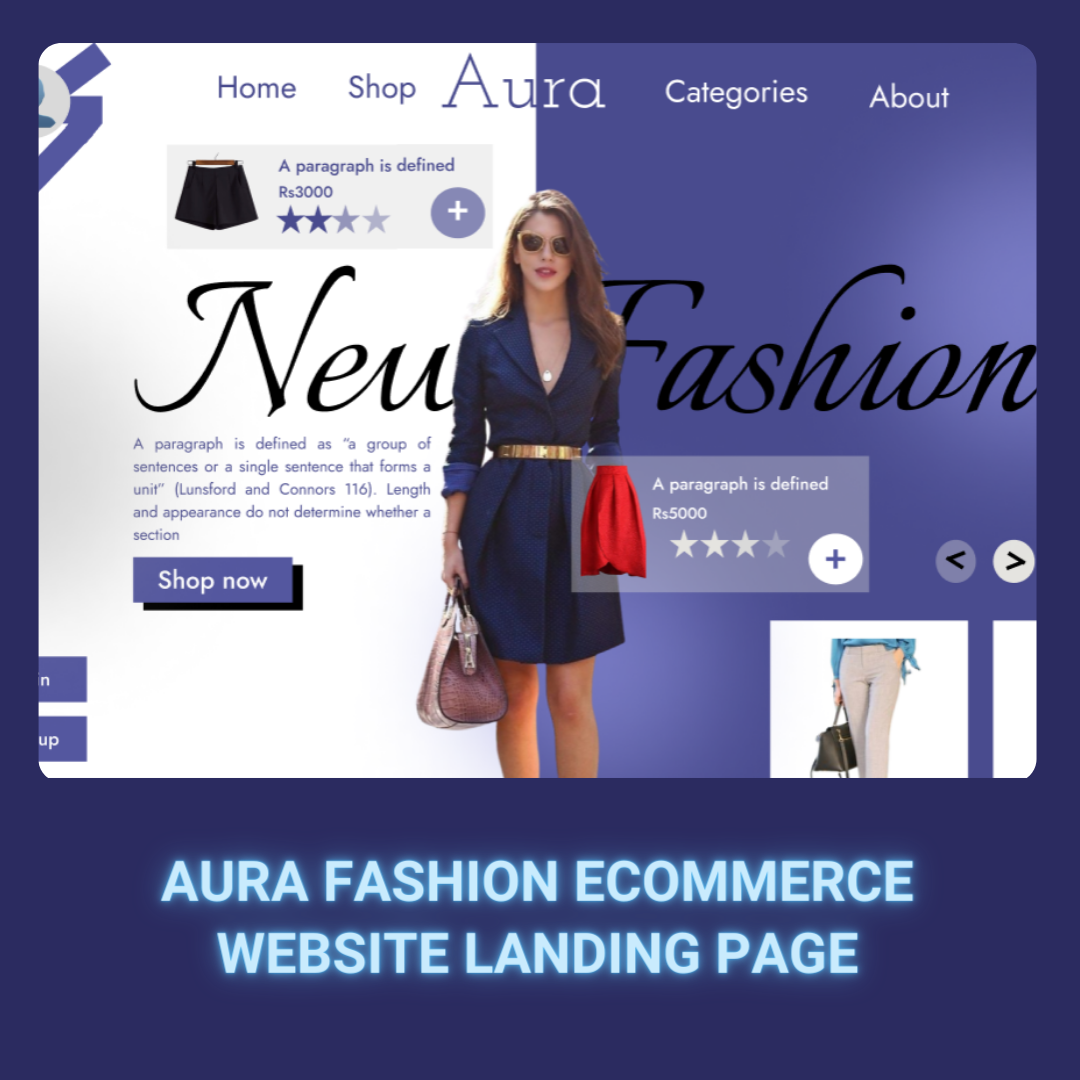 Home Shop Aura Categories About
A paragraph is defined
Rs3000
+
New Fashion
A paragraph is defined as “a group of
sentences or a single sentence that forms a
unit” (Lunsford and Connors 116). Length
and appearance do not determine whether a
section
Shop now
A paragraph is defined
Rs5000
+
< >
in
up
AURA FASHION ECOMMERCE
WEBSITE LANDING PAGE